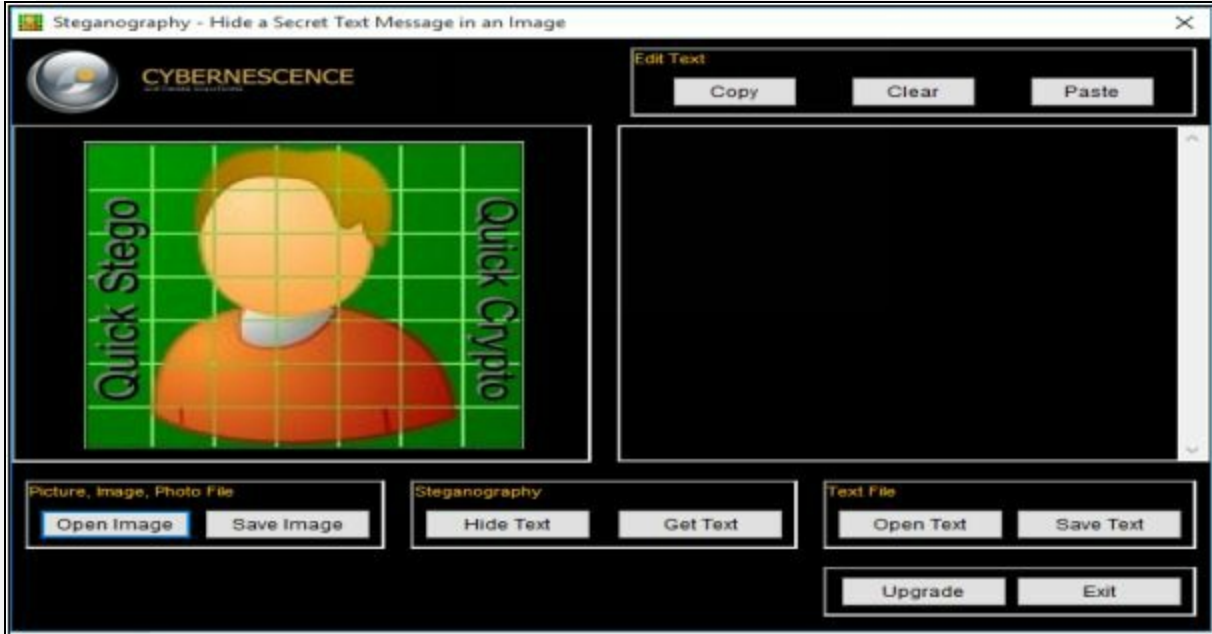 Steganography - Hide a Secret Text Message in an Image
CYBERNESCENCE
SOFTWARE SOLUTIONS
Edit Text
Copy Clear Paste
Quick Stego
Quick Crypto
Picture, Image, Photo File
Open Image Save Image
Steganography
Hide Text Get Text
Text File
Open Text Save Text
Upgrade Exit